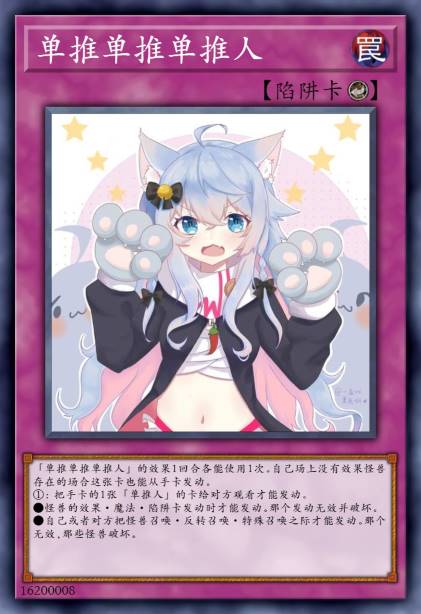 单推单推单推人
罠
【陷阱卡】
W
「单推单推单推人」的效果1回合各能使用1次。自己场上没有效果怪兽
存在的场合这张卡也能从手卡发动。
①:把手卡的1张「单推人」的卡给对方观看才能发动。
●怪兽的效果·魔法·陷阱卡发动时才能发动。那个发动无效并破坏。
●自己或者对方把怪兽召唤·反转召唤·特殊召唤之际才能发动。那个
无效,那些怪兽破坏。
16200008